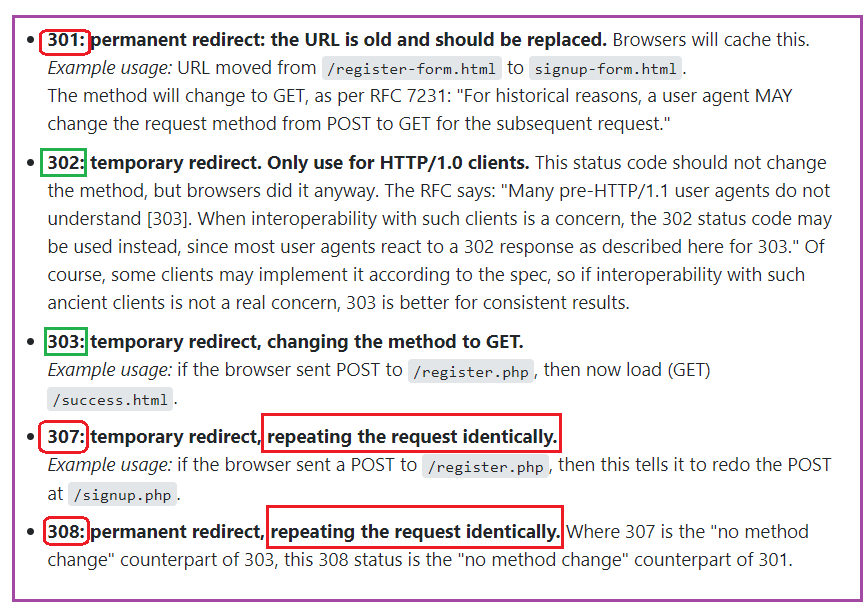 301: permanent redirect: the URL is old and should be replaced. Browsers will cache this.
Example usage: URL moved from /register-form.html to signup-form.html.
The method will change to GET, as per RFC 7231: "For historical reasons, a user agent MAY
change the request method from POST to GET for the subsequent request."
302: temporary redirect. Only use for HTTP/1.0 clients. This status code should not change
the method, but browsers did it anyway. The RFC says: "Many pre-HTTP/1.1 user agents do not
understand [303]. When interoperability with such clients is a concern, the 302 status code may
be used instead, since most user agents react to a 302 response as described here for 303." Of
course, some clients may implement it according to the spec, so if interoperability with such
ancient clients is not a real concern, 303 is better for consistent results.
303: temporary redirect, changing the method to GET.
Example usage: if the browser sent POST to /register.php, then now load (GET)
/success.html.
307: temporary redirect, repeating the request identically.
Example usage: if the browser sent a POST to /register.php, then this tells it to redo the POST
at /signup.php.
308: permanent redirect, repeating the request identically. Where 307 is the "no method
change" counterpart of 303, this 308 status is the "no method change" counterpart of 301.